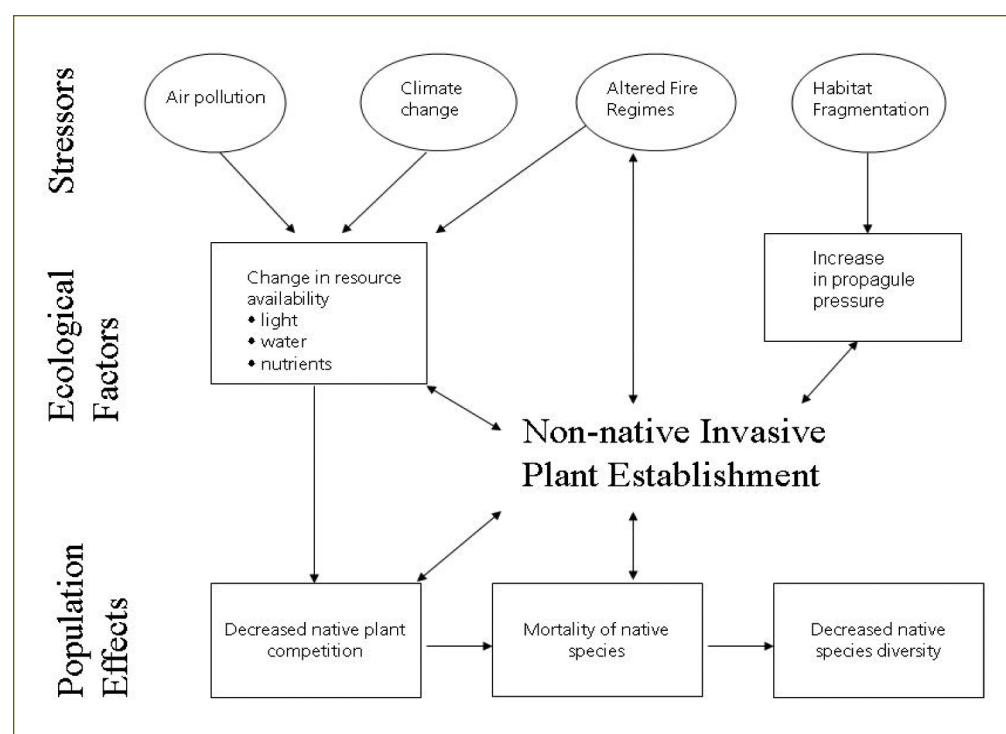 Stressors
Air pollution
Climate
change
Altered Fire
Regimes
Habitat
Fragmentation
Ecological
Factors
Change in resource
availability
• light
• water
• nutrients
Increase
in propagule
pressure
Non-native Invasive
Plant Establishment
Population
Effects
Decreased native plant
competition
Mortality of native
species
Decreased native
species diversity